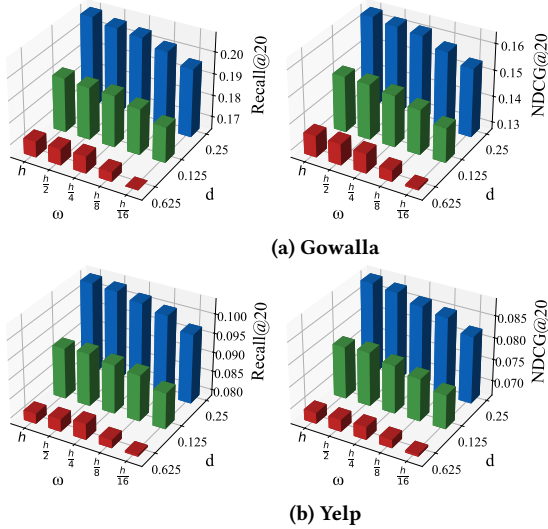 0.20
0.19
0.18
0.17
Recall@20
0.25
0.125
0.625
d
h
h/2
h/4
h/8
h/16
ω
0.16
0.15
0.14
0.13
NDCG@20
0.25
0.125
0.625
d
h
h/2
h/4
h/8
h/16
ω
(a) Gowalla
0.100
0.095
0.090
0.085
0.080
Recall@20
0.25
0.125
0.625
d
h
h/2
h/4
h/8
h/16
ω
0.085
0.080
0.075
0.070
NDCG@20
0.25
0.125
0.625
d
h
h/2
h/4
h/8
h/16
ω
(b) Yelp